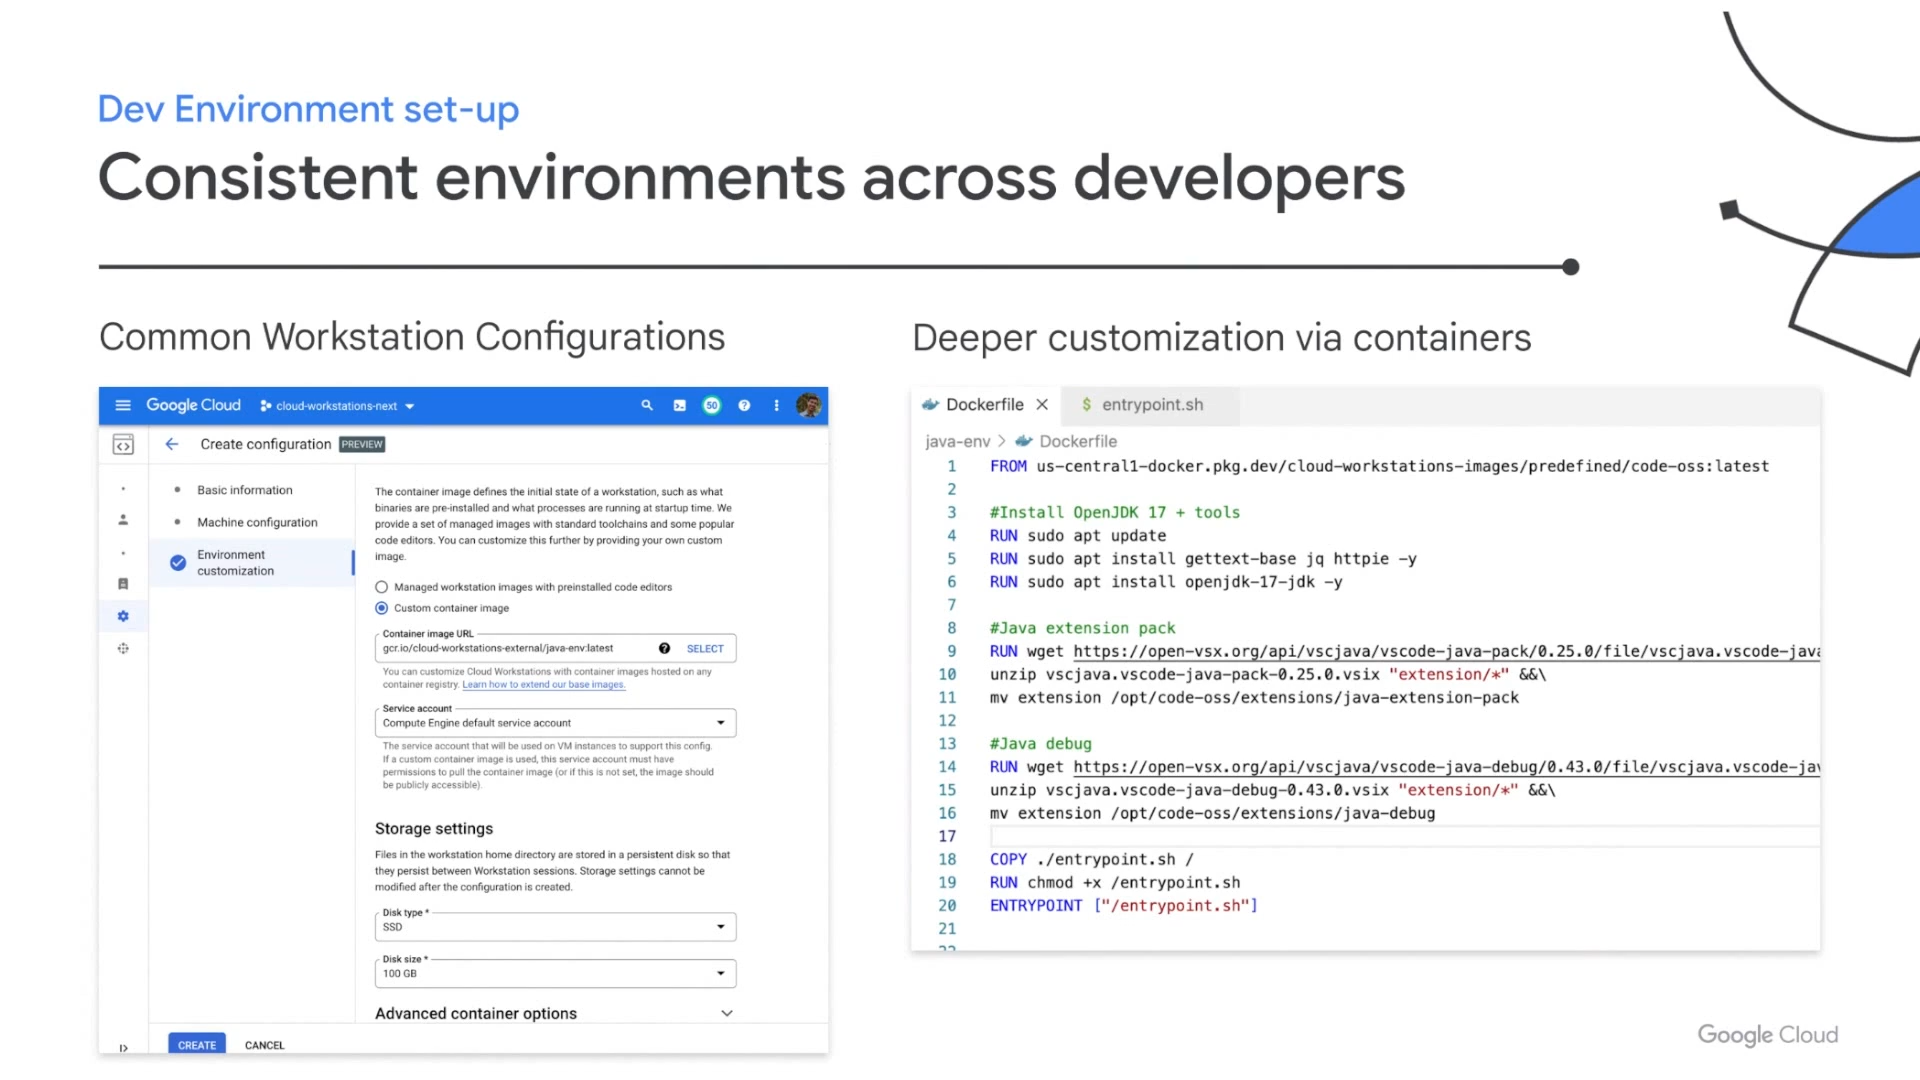 Dev Environment set-up
Consistent environments across developers
Common Workstation Configurations
Google Cloud
cloud-workstations-next
50
Create configuration
PREVIEW
Basic information
Machine configuration
Environment
customization
The container image defines the initial state of a workstation, such as what
binaries are pre-installed and what processes are running at startup time. We
provide a set of managed images with standard toolchains and some popular
code editors. You can customize this further by providing your own custom
image.
Managed workstation images with preinstalled code editors
Custom container image
Container image URL
gcr.io/cloud-workstations-external/java-env:latest
SELECT
You can customize Cloud Workstations with container images hosted on any
container registry. Learn how to extend our base images.
Service account
Compute Engine default service account
The service account that will be used on VM instances to support this config.
If a custom container image is used, this service account must have
permissions to pull the container image (or if this is not set, the image should
be publicly accessible).
Storage settings
Files in the workstation home directory are stored in a persistent disk so that
they persist between Workstation sessions. Storage settings cannot be
modified after the configuration is created.
Disk type *
SSD
Disk size *
100 GB
Advanced container options
CREATE
CANCEL
Deeper customization via containers
Dockerfile
$ entrypoint.sh
java-env > Dockerfile
1 FROM us-central1-docker.pkg.dev/cloud-workstations-images/predefined/code-oss:latest
2
3 #Install OpenJDK 17 + tools
4 RUN sudo apt update
5 RUN sudo apt install gettext-base jq httpie -y
6 RUN sudo apt install openjdk-17-jdk -y
7
8 #Java extension pack
9 RUN wget https://open-vsx.org/api/vscjava/vscode-java-pack/0.25.0/file/vscjava.vscode-java
10 unzip vscjava.vscode-java-pack-0.25.0.vsix "extension/*" &&\
11 mv extension /opt/code-oss/extensions/java-extension-pack
12
13 #Java debug
14 RUN wget https://open-vsx.org/api/vscjava/vscode-java-debug/0.43.0/file/vscjava.vscode-jav
15 unzip vscjava.vscode-java-debug-0.43.0.vsix "extension/*" &&\
16 mv extension /opt/code-oss/extensions/java-debug
17
18 COPY ./entrypoint.sh /
19 RUN chmod +x /entrypoint.sh
20 ENTRYPOINT ["/entrypoint.sh"]
21
Google Cloud